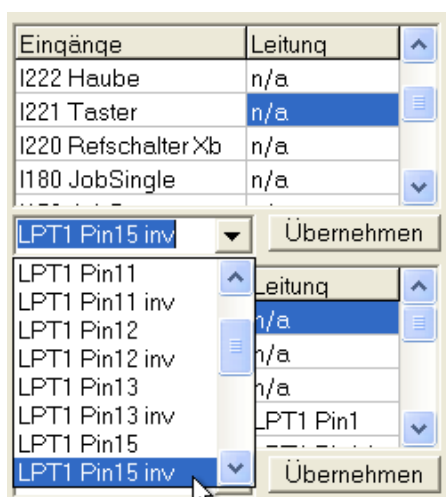 Eingänge Leitung
I222 Haube n/a
I221 Taster n/a
I220 Refschalter Xb n/a
I180 JobSingle n/a
LPT1 Pin15 inv Übernehmen
LPT1 Pin11 Leitung
LPT1 Pin11 inv n/a
LPT1 Pin12 n/a
LPT1 Pin12 inv n/a
LPT1 Pin13 LPT1 Pin1
LPT1 Pin13 inv
LPT1 Pin15
LPT1 Pin15 inv Übernehmen